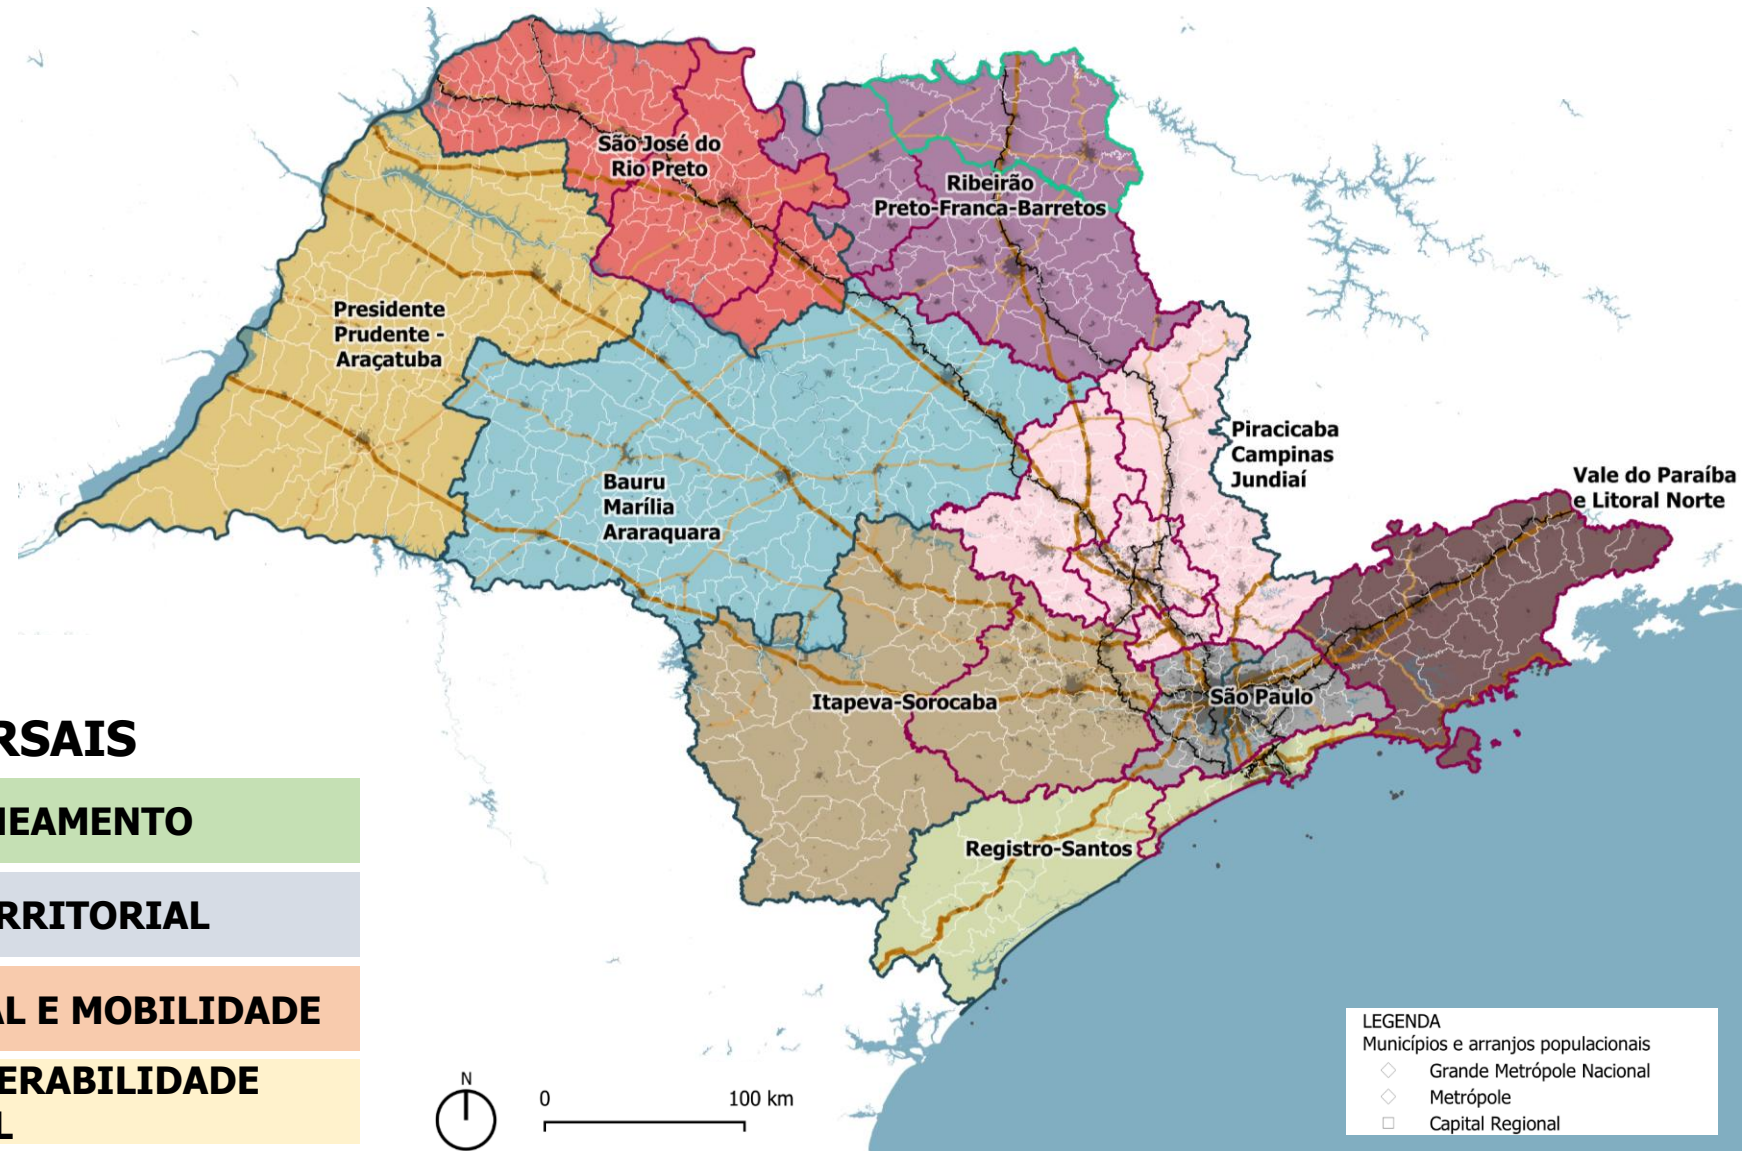 São José do
Rio Preto
Ribeirão
Preto-Franca-Barretos
Presidente
Prudente -
Araçatuba
Piracicaba
Campinas
Jundiaí
Vale do Paraíba
e Litoral Norte
Bauru
Marília
Araraquara
São Paulo
Itapeva-Sorocaba
Registro-Santos
RSAIS
NEAMENTO
RRITORIAL
AL E MOBILIDADE
ERABILIDADE
L
N
0 100 km
LEGENDA
Municípios e arranjos populacionais
Grande Metrópole Nacional
Metrópole
Capital Regional